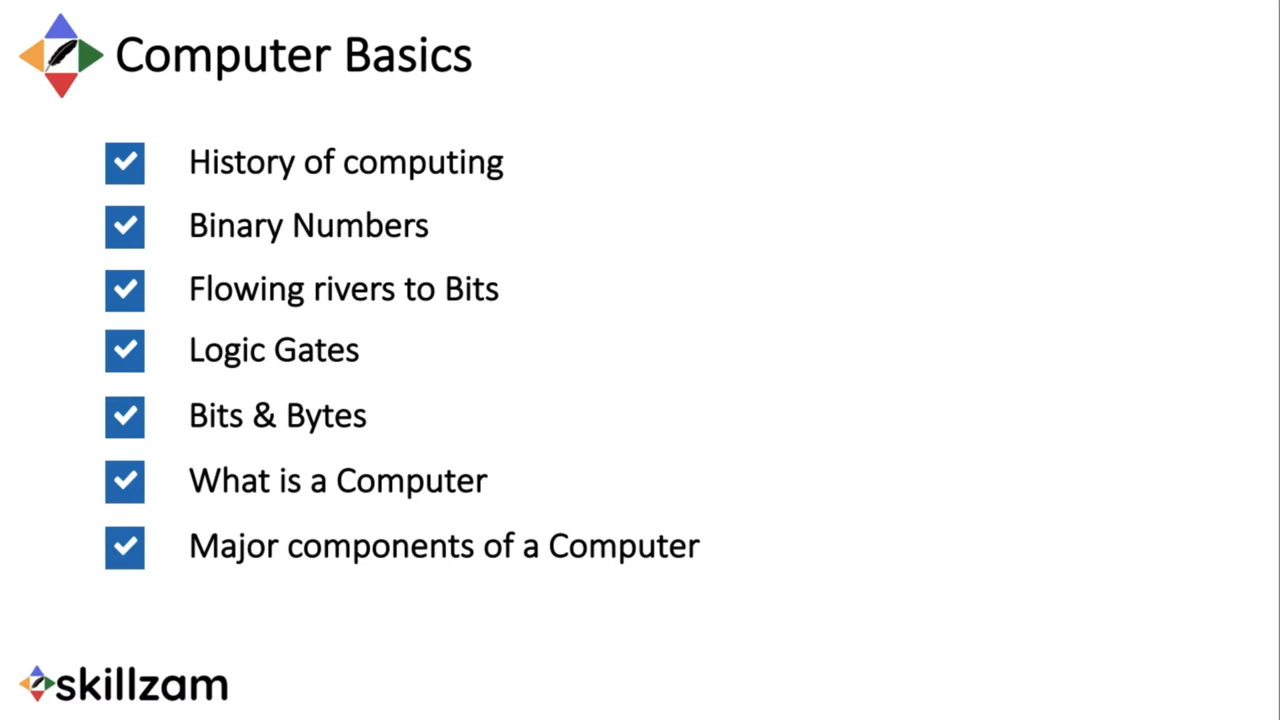 Computer Basics
History of computing
Binary Numbers
Flowing rivers to Bits
Logic Gates
Bits & Bytes
What is a Computer
Major components of a Computer
skillzam